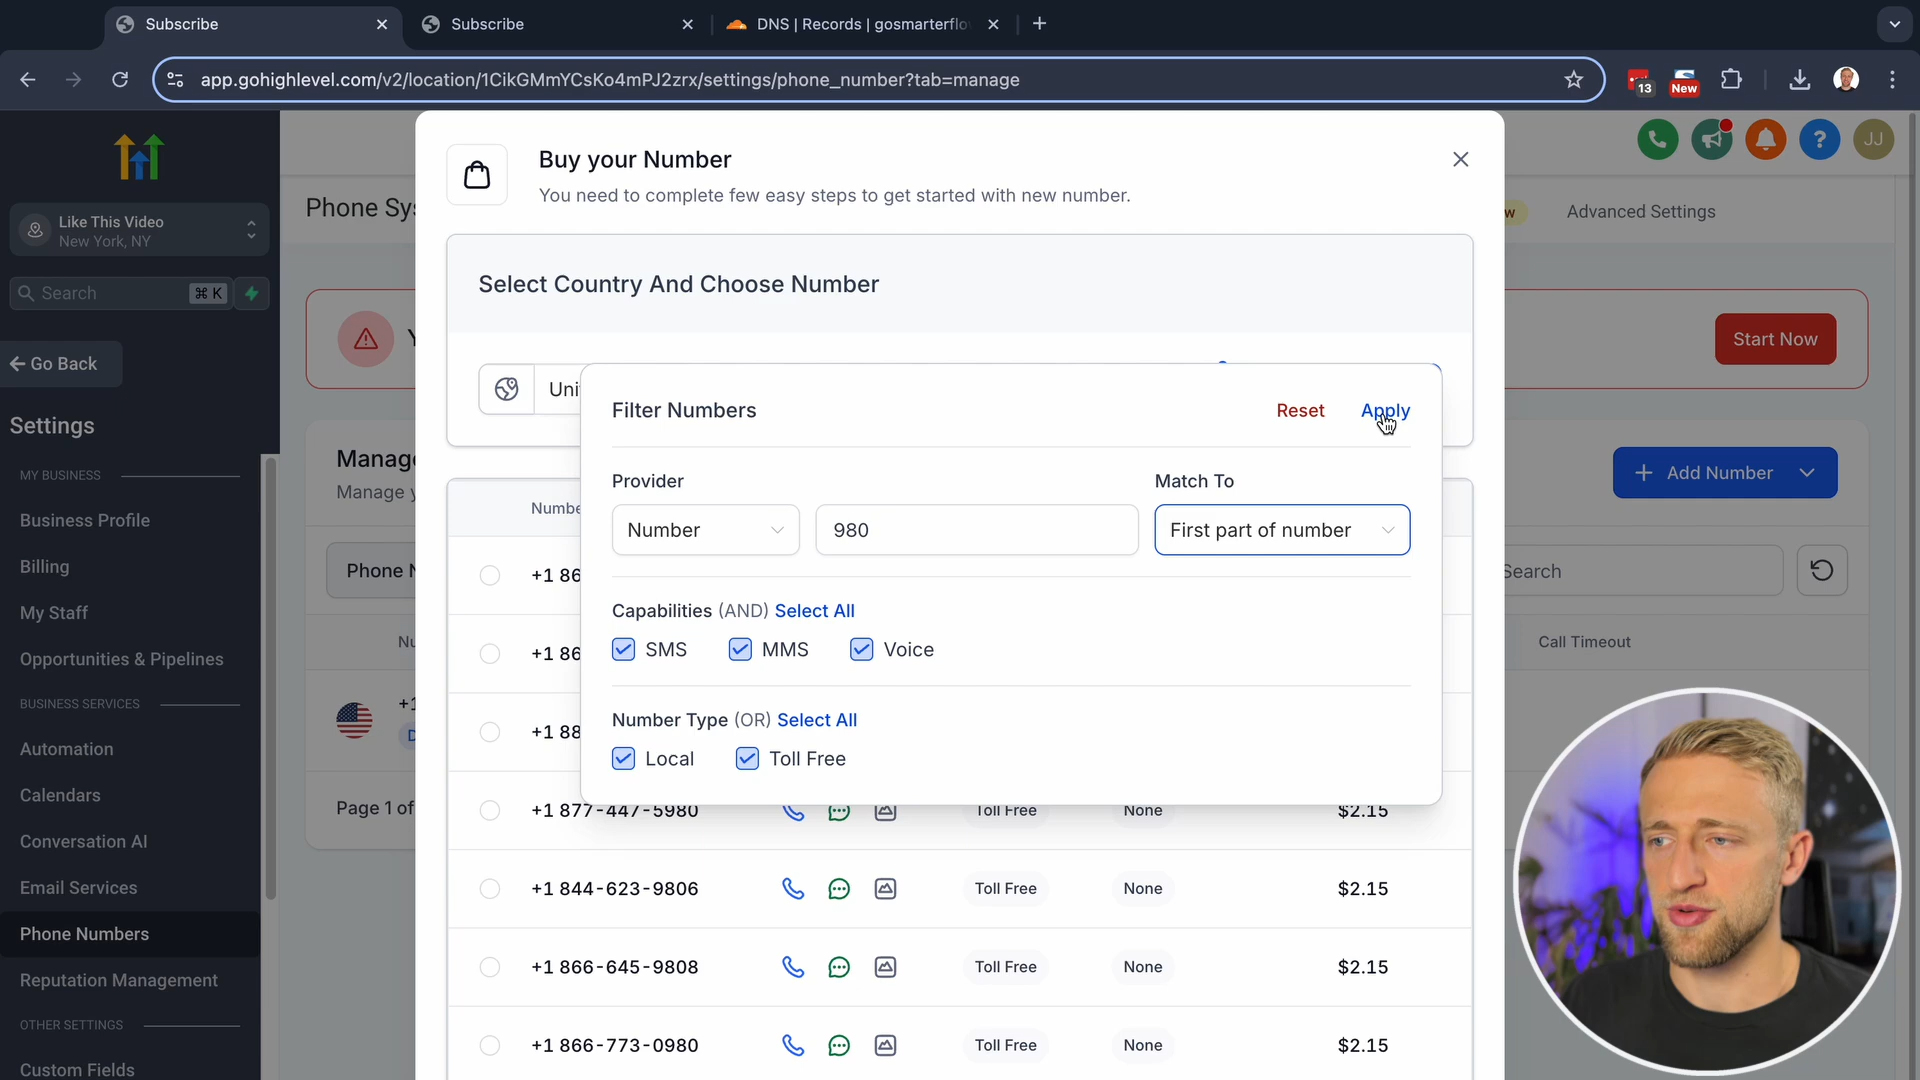 Subscribe
Subscribe
DNS | Records | gosmarterflo
app.gohighlevel.com/v2/location/1CikGMmYCsKo4mPJ2zrx/settings/phone_number?tab=manage
13
New
Like This Video
New York, NY
Search
⌘ K
Go Back
Settings
MY BUSINESS
Business Profile
Billing
My Staff
Opportunities & Pipelines
BUSINESS SERVICES
Automation
Calendars
Conversation AI
Email Services
Phone Numbers
Reputation Management
OTHER SETTINGS
Custom Fields
JJ
Phone Sys
Advanced Settings
Start Now
Add Number
Search
Call Timeout
Page 1 of
Buy your Number
You need to complete few easy steps to get started with new number.
Select Country And Choose Number
Filter Numbers
Reset
Apply
Provider
Match To
Number
980
First part of number
Capabilities (AND) Select All
SMS
MMS
Voice
Number Type (OR) Select All
Local
Toll Free
+1 86
+1 86
+1 88
+1 877-447-5980 Toll Free None $2.15
+1 844-623-9806 Toll Free None $2.15
+1 866-645-9808 Toll Free None $2.15
+1 866-773-0980 Toll Free None $2.15